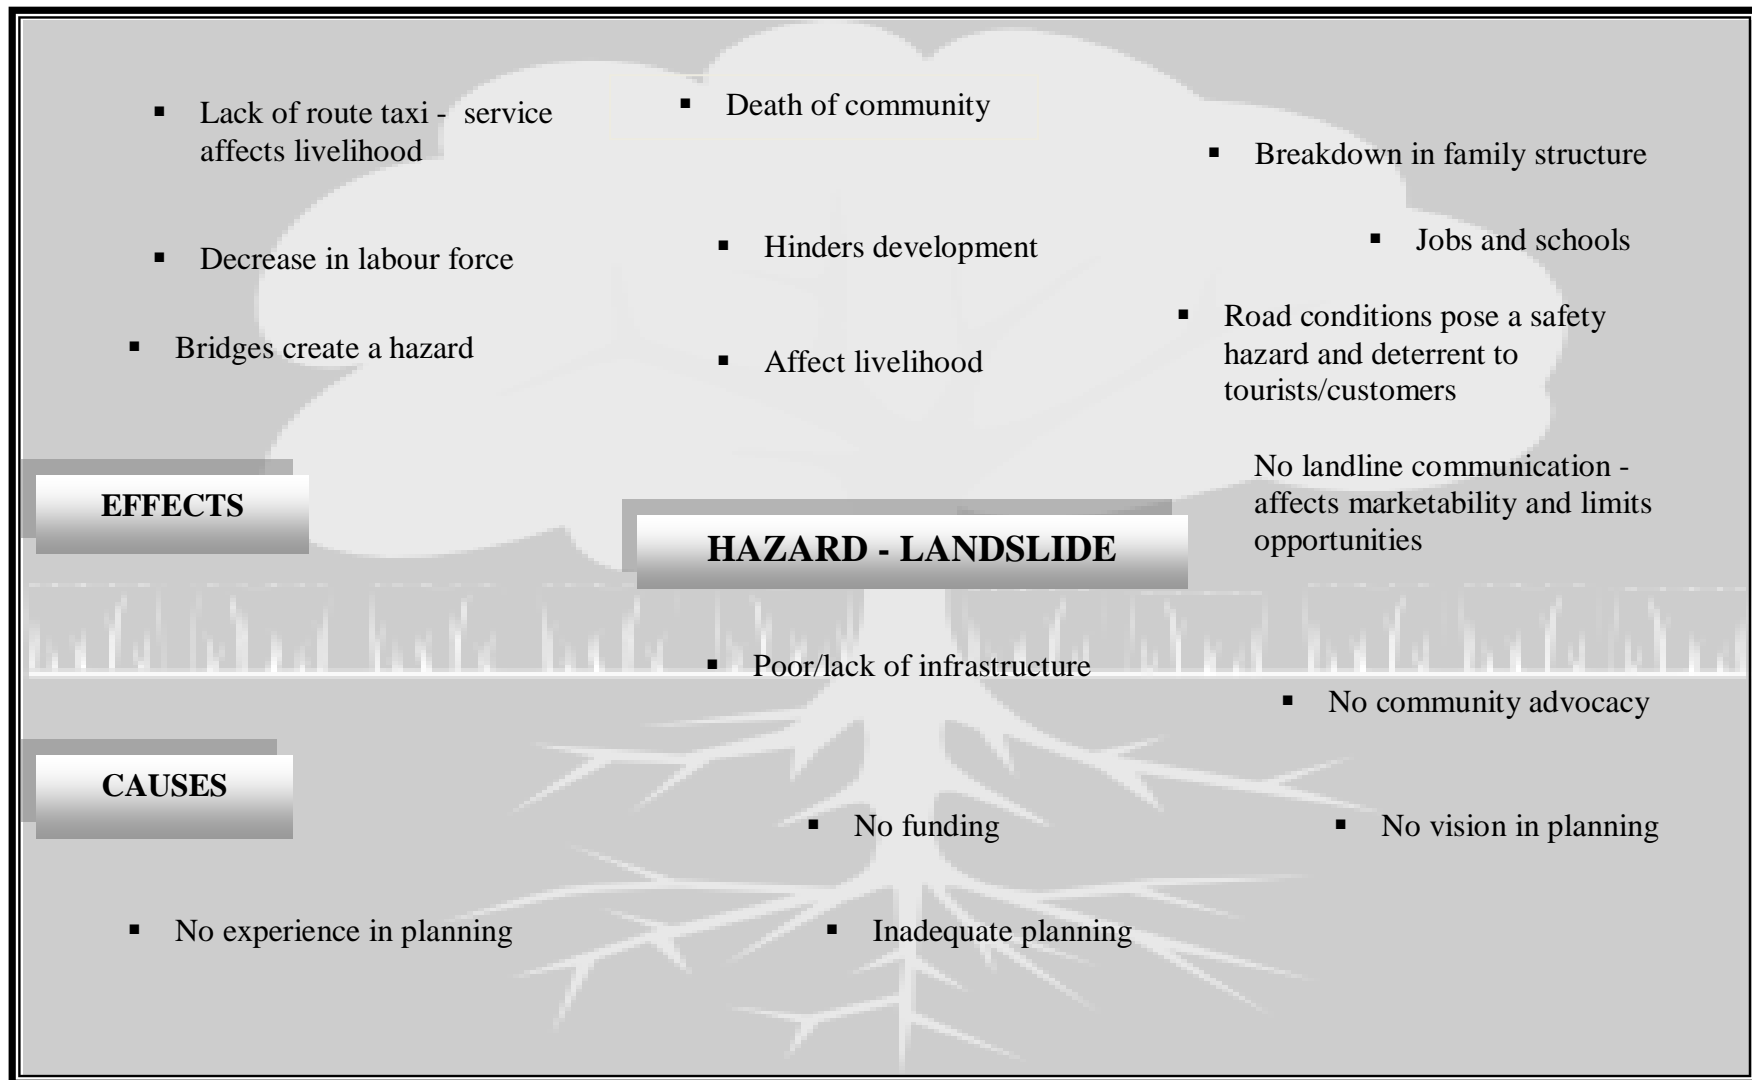 ▪ Lack of route taxi - service
affects livelihood
▪ Death of community
▪ Breakdown in family structure
▪ Decrease in labour force
▪ Hinders development
▪ Jobs and schools
▪ Bridges create a hazard
▪ Affect livelihood
▪ Road conditions pose a safety
hazard and deterrent to
tourists/customers
No landline communication -
affects marketability and limits
opportunities
EFFECTS
HAZARD - LANDSLIDE
▪ Poor/lack of infrastructure
▪ No community advocacy
CAUSES
▪ No funding
▪ No vision in planning
▪ No experience in planning
▪ Inadequate planning